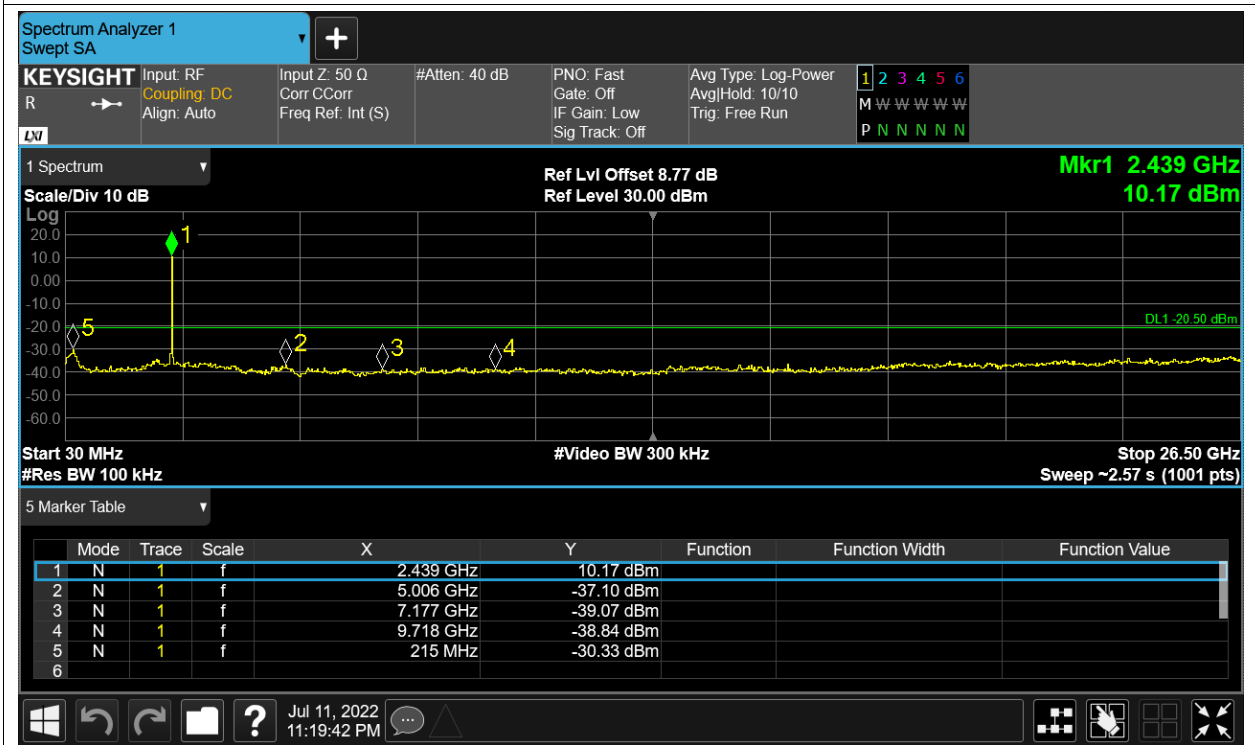 Spectrum Analyzer 1
Swept SA
KEYSIGHT
R
LXI
Input: RF
Coupling: DC
Align: Auto
Input Z: 50 Ω
Corr CCorr
Freq Ref: Int (S)
#Atten: 40 dB
PNO: Fast
Gate: Off
IF Gain: Low
Sig Track: Off
Avg Type: Log-Power
Avg|Hold: 10/10
Trig: Free Run
1 2 3 4 5 6
M W W W W W
P N N N N N
1 Spectrum
Scale/Div 10 dB
Ref Lvl Offset 8.77 dB
Ref Level 30.00 dBm
Mkr1 2.439 GHz
10.17 dBm
Log
20.0
10.0
0.00
-10.0
-20.0
-30.0
-40.0
-50.0
-60.0
1
5
2
3
4
DL1 -20.50 dBm
Start 30 MHz
#Video BW 300 kHz
Stop 26.50 GHz
#Res BW 100 kHz
Sweep ~2.57 s (1001 pts)
5 Marker Table
Mode Trace Scale X Y Function Function Width Function Value
1 N 1 f 2.439 GHz 10.17 dBm
2 N 1 f 5.006 GHz -37.10 dBm
3 N 1 f 7.177 GHz -39.07 dBm
4 N 1 f 9.718 GHz -38.84 dBm
5 N 1 f 215 MHz -30.33 dBm
6
?
Jul 11, 2022
11:19:42 PM